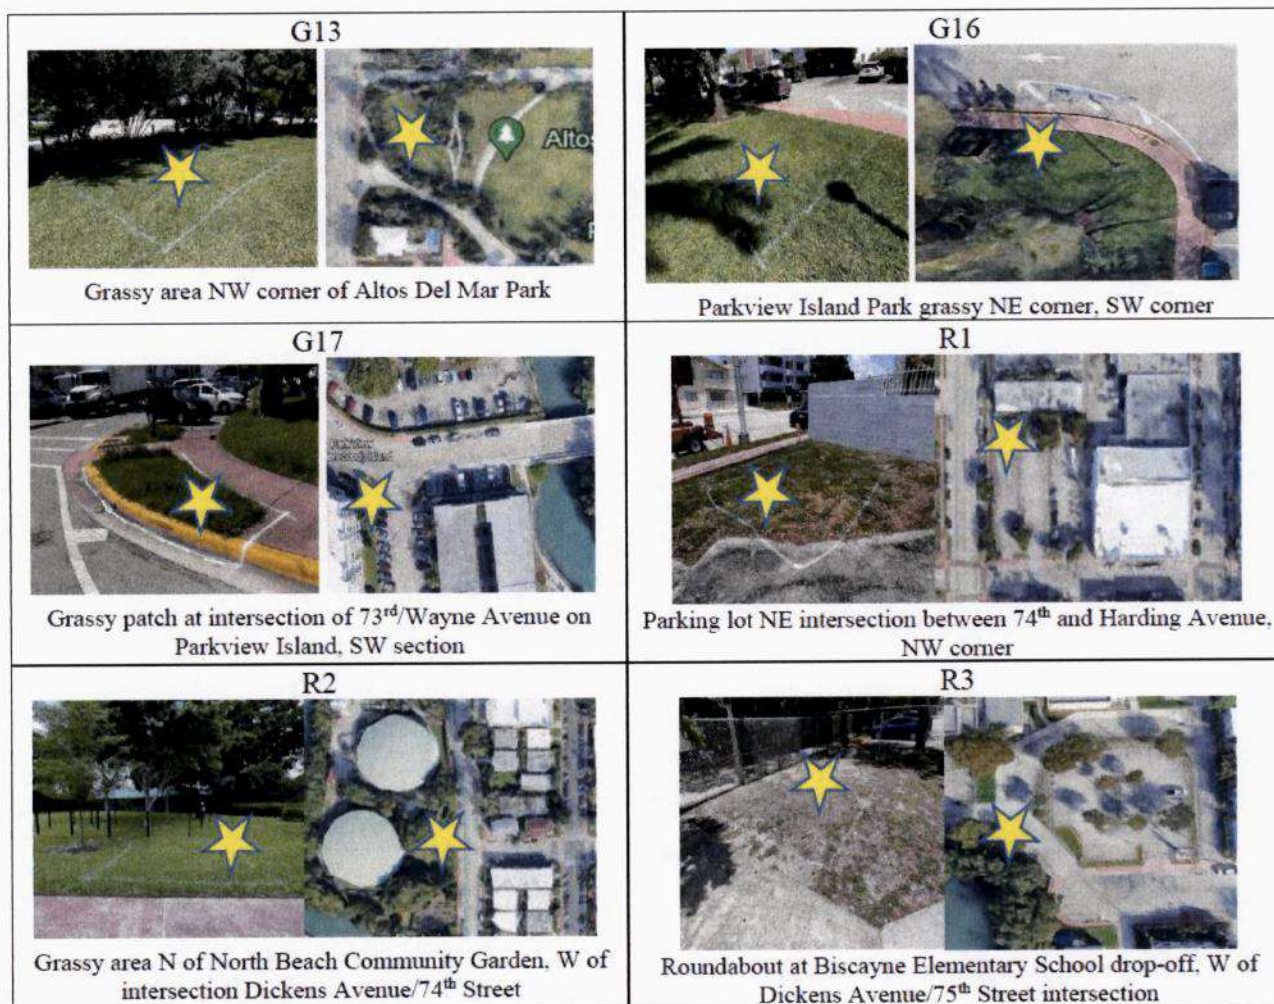 G13
Altos
Grassy area NW corner of Altos Del Mar Park
G16
Parkview Island Park grassy NE corner, SW corner
G17
Grassy patch at intersection of 73rd/Wayne Avenue on
Parkview Island, SW section
R1
Parking lot NE intersection between 74th and Harding Avenue,
NW corner
R2
Grassy area N of North Beach Community Garden, W of
intersection Dickens Avenue/74th Street
R3
Roundabout at Biscayne Elementary School drop-off, W of
Dickens Avenue/75th Street intersection